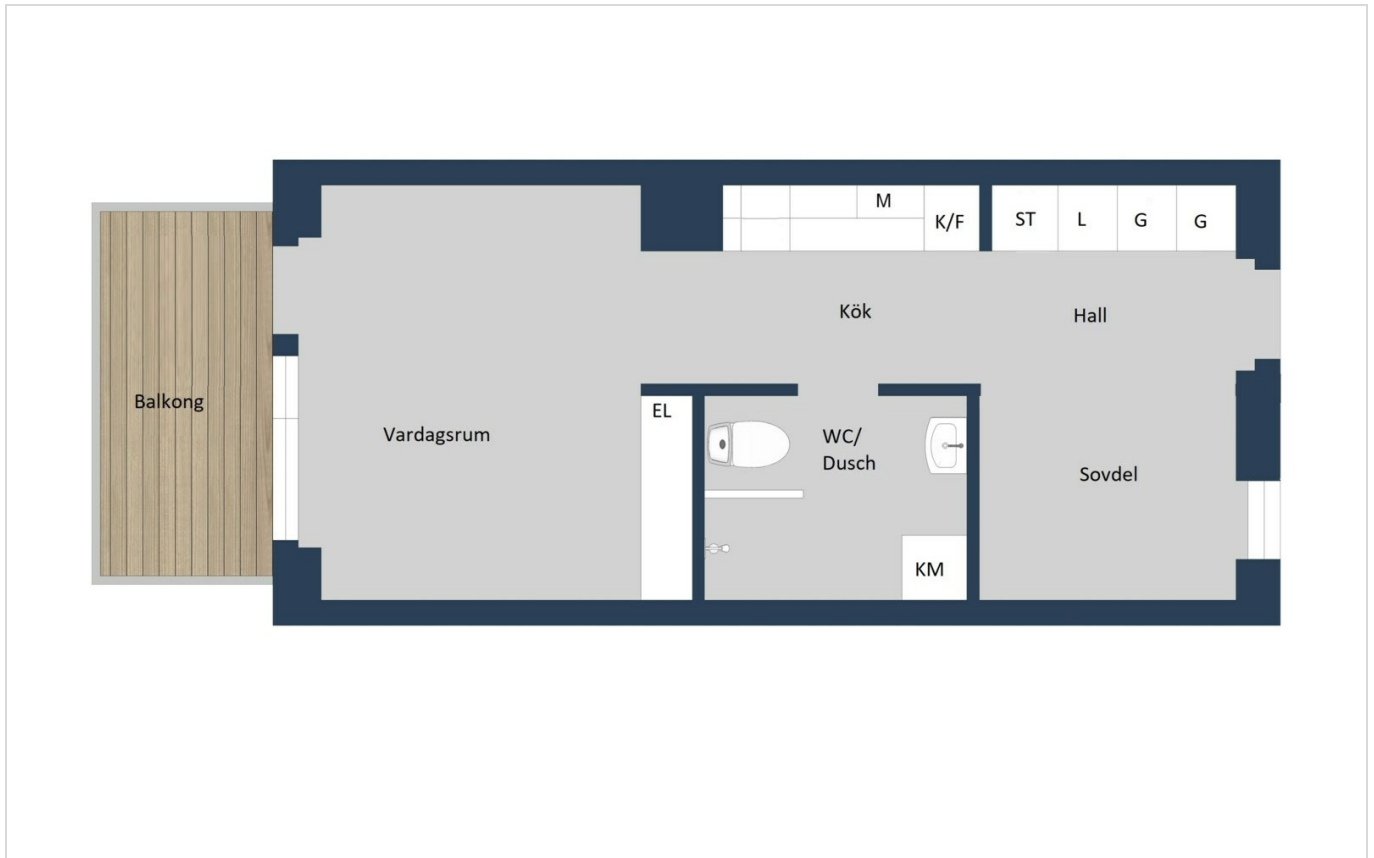 M
K/F
ST
L
G
G
Kök
Hall
Balkong
Vardagsrum
EL
WC/
Dusch
Sovdel
KM